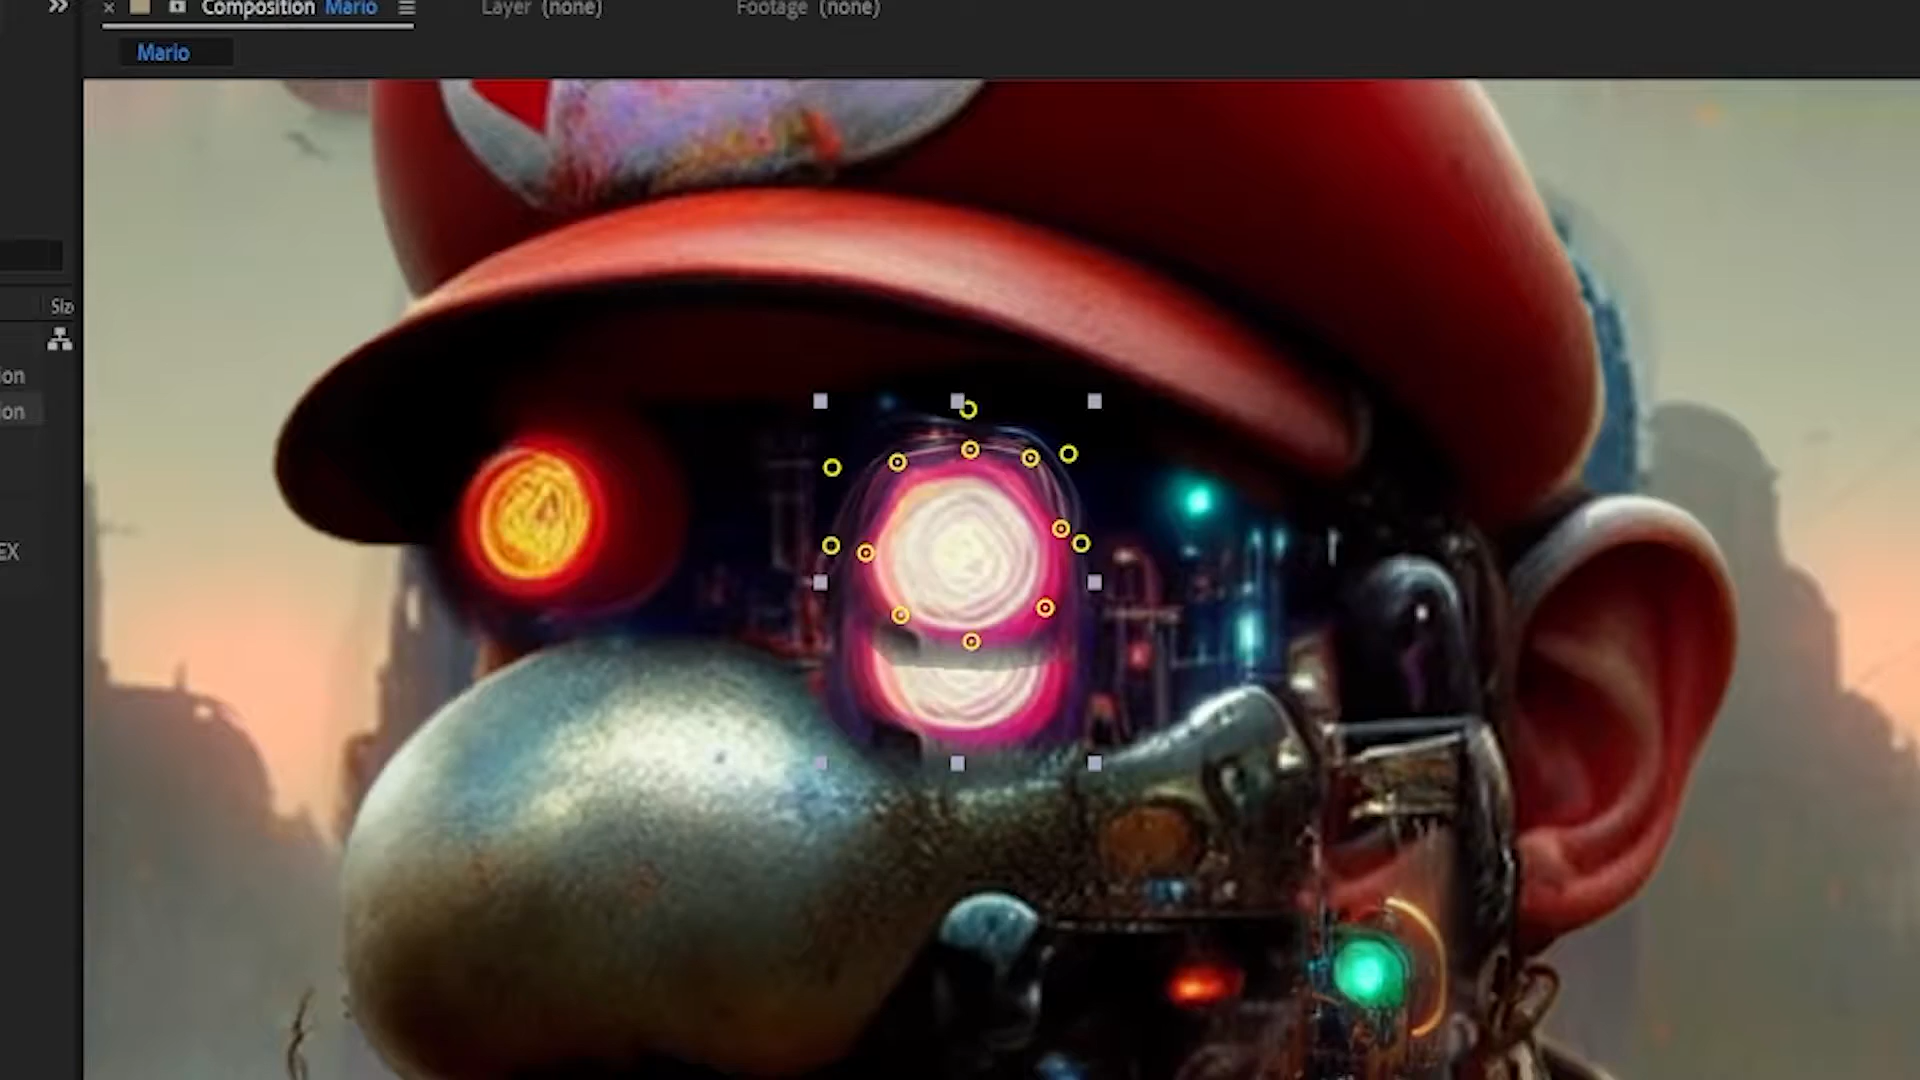 Composition Mario
Layer (none)
Footage (none)
Mario
Siz
ion
ion
EX